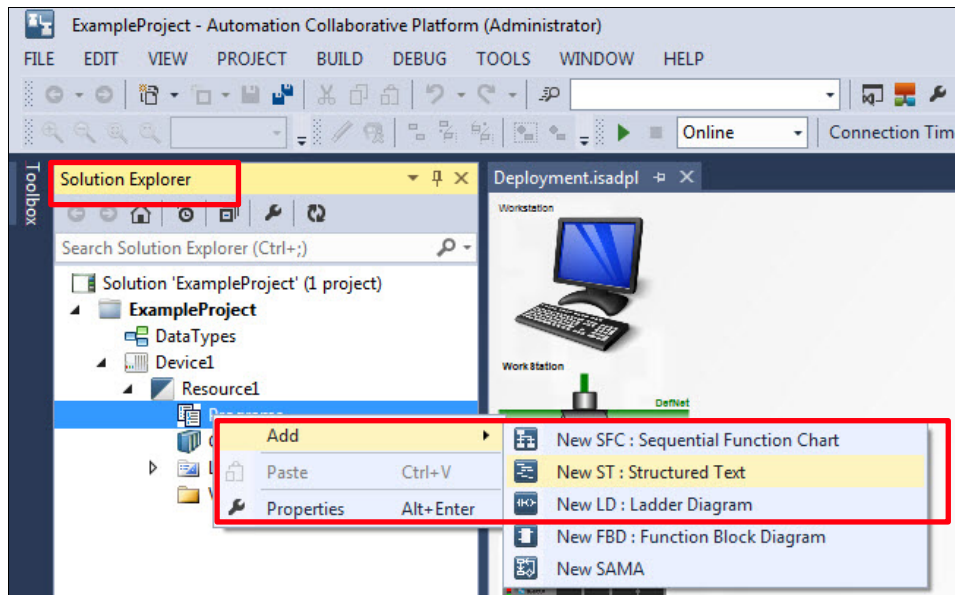 ExampleProject - Automation Collaborative Platform (Administrator)
FILE EDIT VIEW PROJECT BUILD DEBUG TOOLS WINDOW HELP
Online Connection Tim
Toolbox
Solution Explorer
Deployment.isadpl
Workstation
Search Solution Explorer (Ctrl+;)
Solution 'ExampleProject' (1 project)
ExampleProject
DataTypes
Device1
WorkStation
Resource1
DefNet
Programs
Add
New SFC : Sequential Function Chart
Paste Ctrl+V
New ST : Structured Text
Properties Alt+Enter
New LD : Ladder Diagram
New FBD : Function Block Diagram
New SAMA